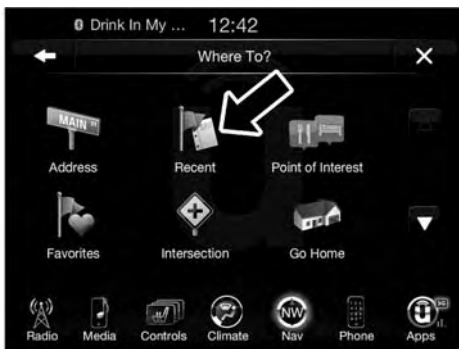 Drink In My ... 12:42
Where To?
MAIN
Address Recent Point of Interest
Favorites Intersection Go Home
NW
Radio Media Controls Climate Nav Phone Apps